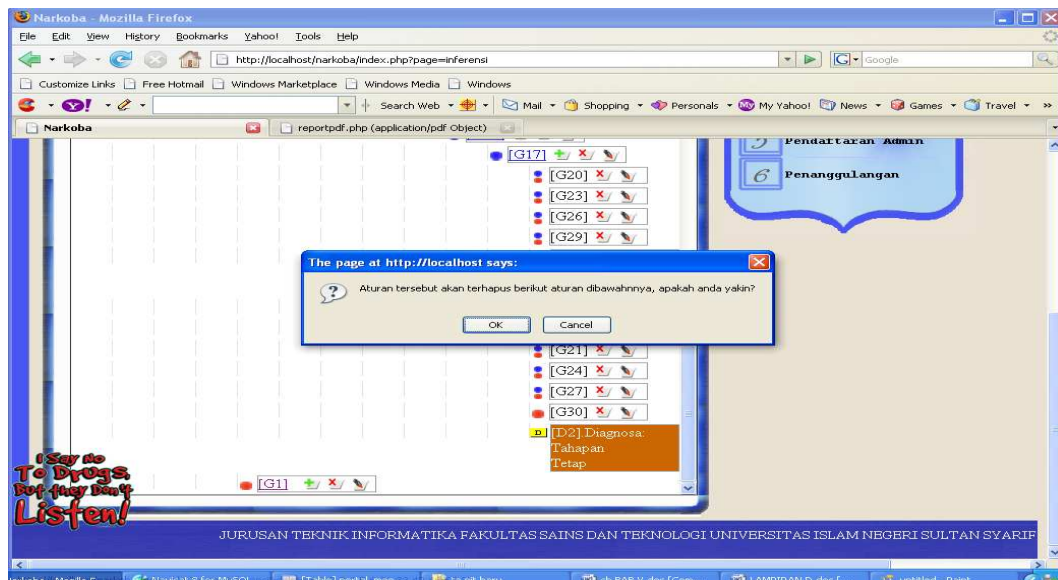 Narkoba - Mozilla Firefox
File Edit View History Bookmarks Yahoo! Tools Help
http://localhost/narkoba/index.php?page=inferensi
Google
Customize Links Free Hotmail Windows Marketplace Windows Media Windows
Search Web Mail Shopping Personals My Yahoo! News Games Travel
Narkoba reportpdf.php (application/pdf Object)
5 Pendaftaran Admin
[G17]
6 Penanggulangan
[G20]
[G23]
[G26]
[G29]
The page at http://localhost says:
Aturan tersebut akan terhapus berikut aturan dibawahnnya, apakah anda yakin?
OK Cancel
[G21]
[G24]
[G27]
[G30]
D [D2].Diagnosa:
Tahapan
Tetap
[G1]
I Say No
To Drugs,
But they Don't
Listen!
JURUSAN TEKNIK INFORMATIKA FAKULTAS SAINS DAN TEKNOLOGI UNIVERSITAS ISLAM NEGERI SULTAN SYARIF